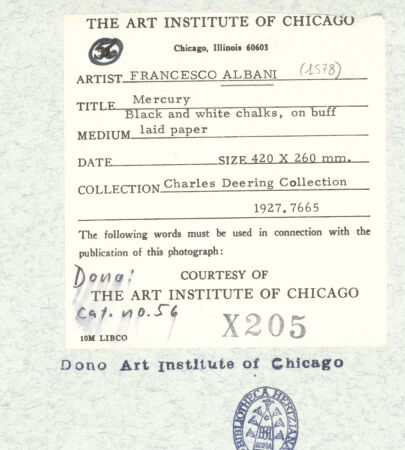 THE ART INSTITUTE OF CHICAGO
56
Chicago, Illinois 60603
ARTIST FRANCESCO ALBANI (1578)
TITLE Mercury
Black and white chalks, on buff
MEDIUM laid paper
DATE SIZE 420 X 260 mm.
COLLECTION Charles Deering Collection
1927.7665
The following words must be used in connection with the
publication of this photograph:
Dono: COURTESY OF
THE ART INSTITUTE OF CHICAGO
Cat. no. 56
X205
10M LIBCO
Dono Art Institute of Chicago
BIBLIOTHECA HERTZIANA